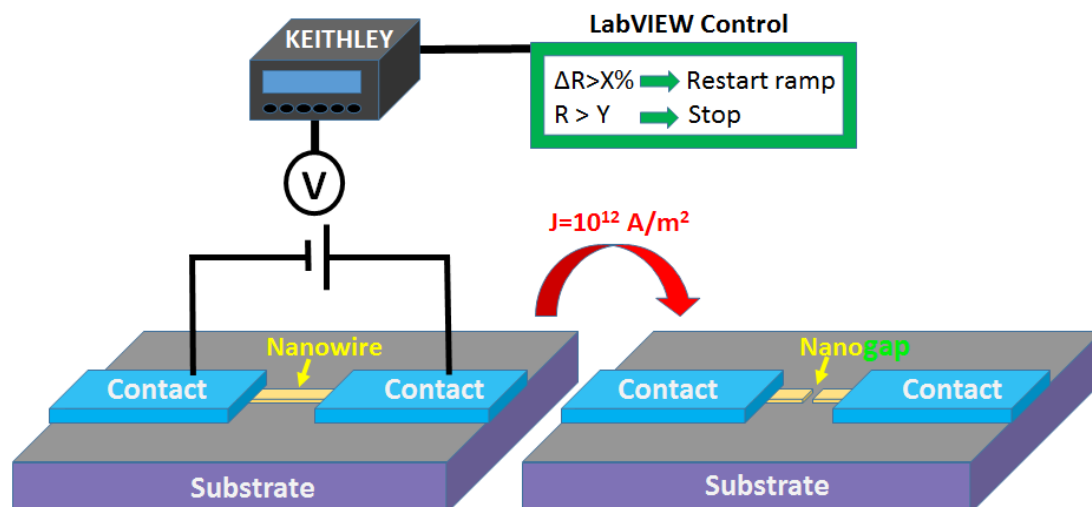 LabVIEW Control
KEITHLEY
ΔR>X% Restart ramp
R > Y Stop
V
J=10¹² A/m²
Nanowire
Contact
Contact
Substrate
Nanogap
Contact
Contact
Substrate